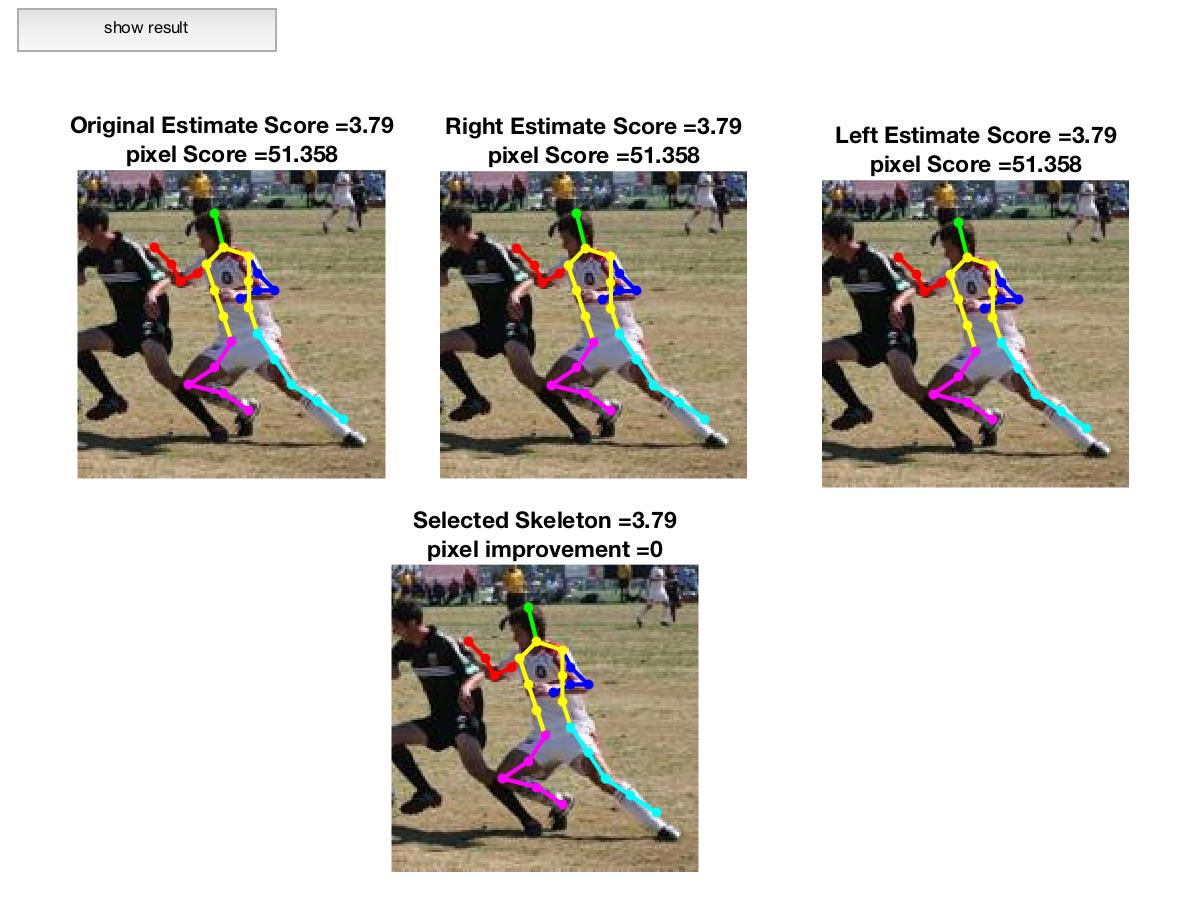 show result
Original Estimate Score =3.79
pixel Score =51.358
Right Estimate Score =3.79
pixel Score =51.358
Left Estimate Score =3.79
pixel Score =51.358
Selected Skeleton =3.79
pixel improvement =0